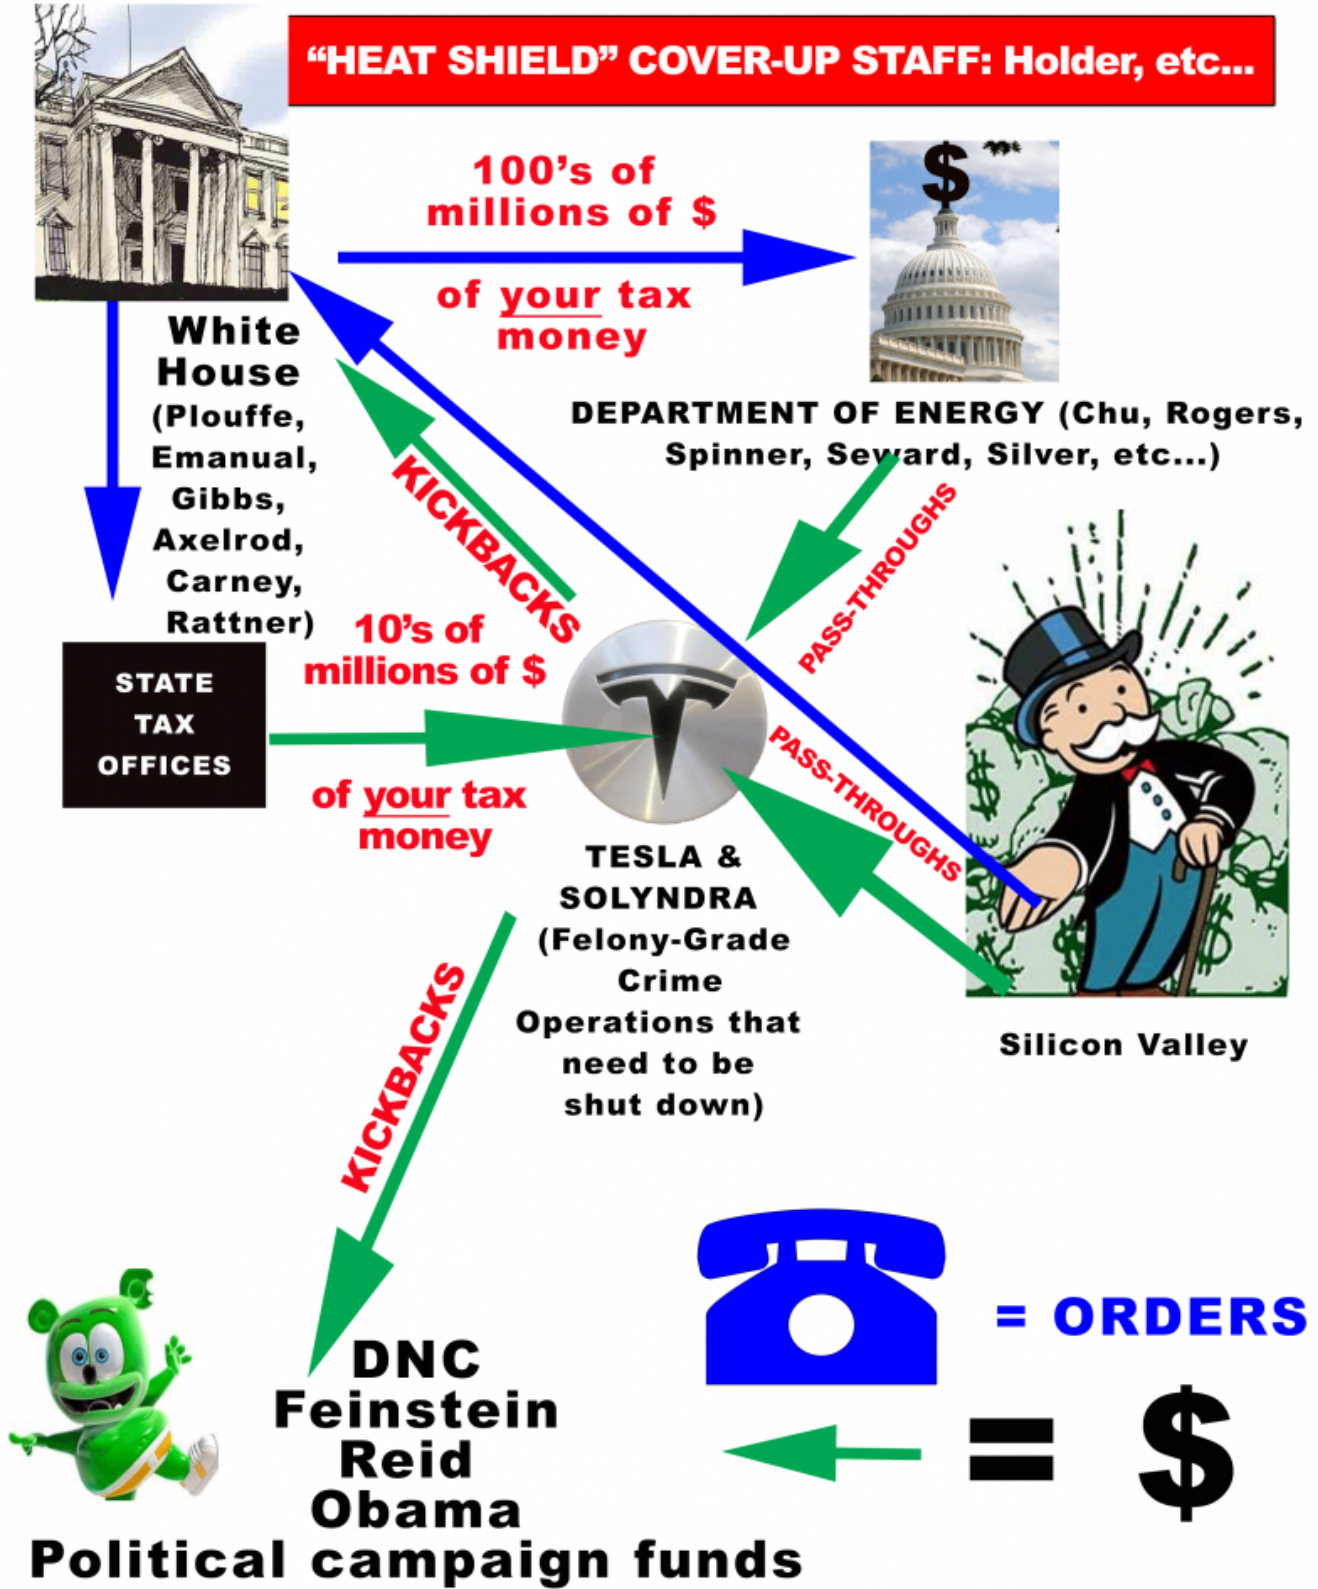 “HEAT SHIELD” COVER-UP STAFF: Holder, etc...
100’s of
millions of $
of your tax
money
$
White
House
(Plouffe,
Emanual,
Gibbs,
Axelrod,
Carney,
Rattner)
DEPARTMENT OF ENERGY (Chu, Rogers,
Spinner, Seward, Silver, etc...)
KICKBACKS
PASS-THROUGHS
STATE
TAX
OFFICES
10’s of
millions of $
of your tax
money
PASS-THROUGHS
TESLA &
SOLYNDRA
(Felony-Grade
Crime
Operations that
need to be
shut down)
$
$
$
Silicon Valley
KICKBACKS
DNC
Feinstein
Reid
Obama
Political campaign funds
= ORDERS
= $